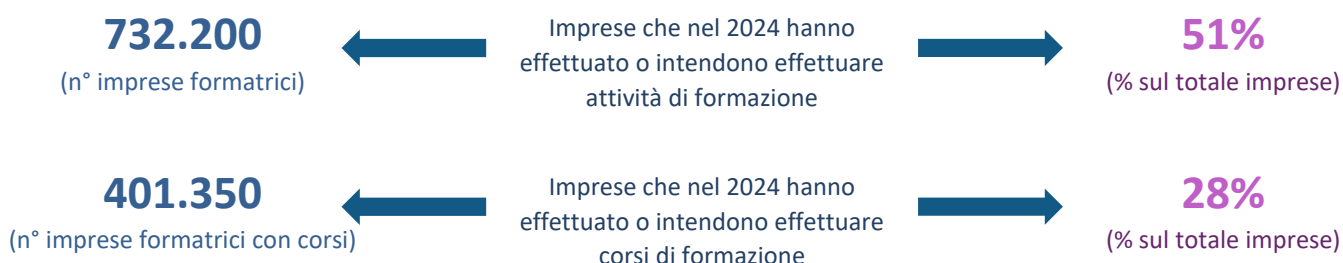 732.200
(n° imprese formatrici)
Imprese che nel 2024 hanno
effettuato o intendono effettuare
attività di formazione
51%
(% sul totale imprese)
401.350
(n° imprese formatrici con corsi)
Imprese che nel 2024 hanno
effettuato o intendono effettuare
corsi di formazione
28%
(% sul totale imprese)